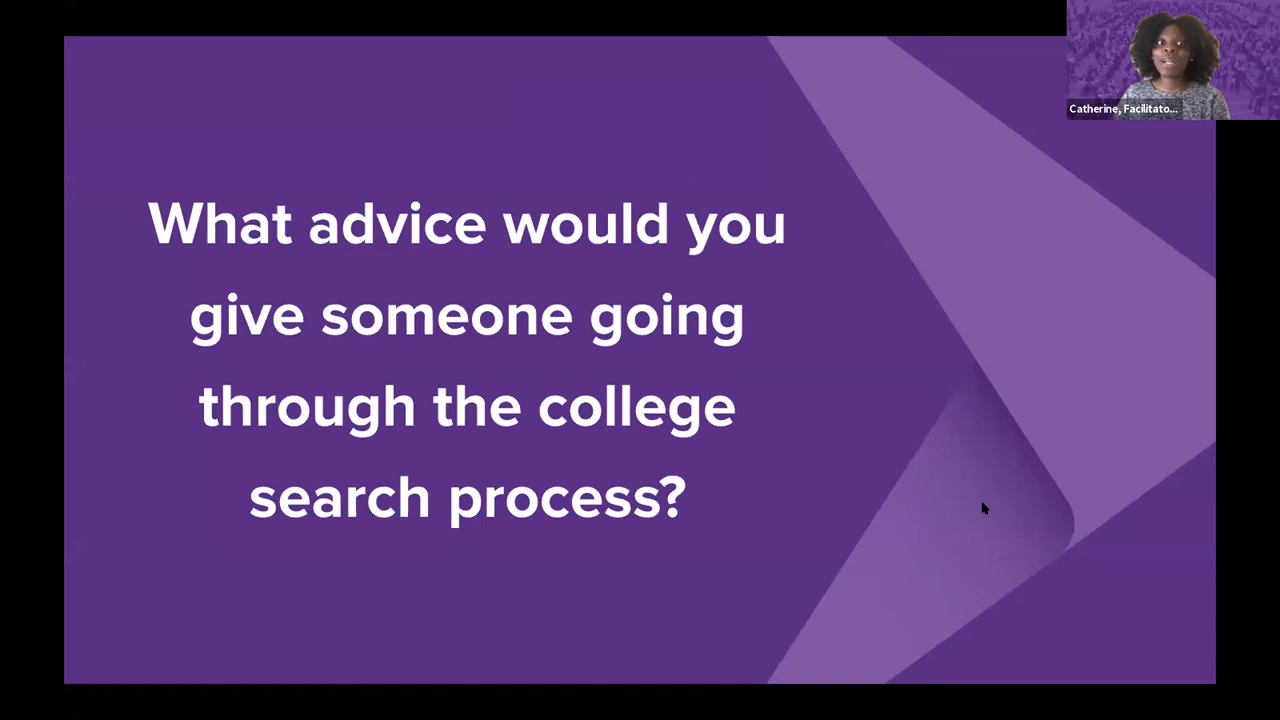 What advice would you
give someone going
through the college
search process?
Catherine, Facilitato...